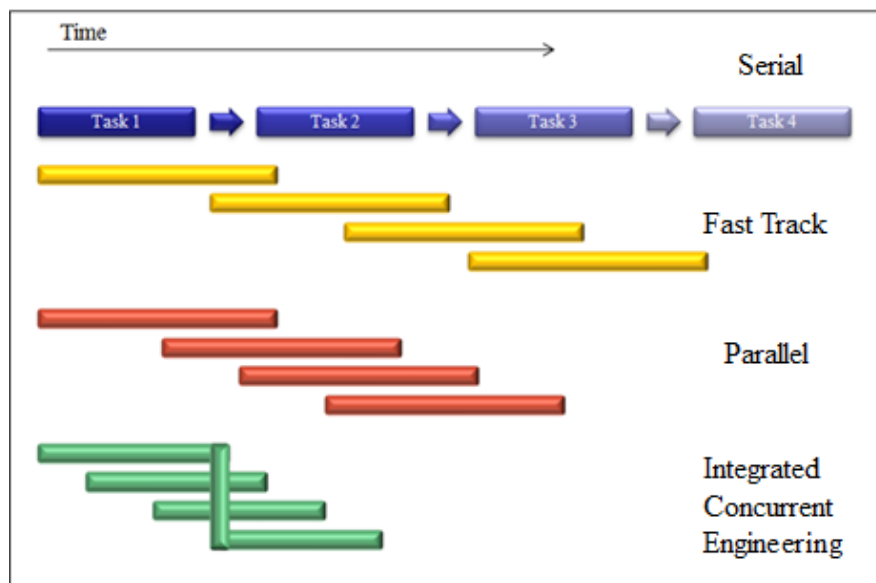 Time
Serial
Task 1
Task 2
Task 3
Task 4
Fast Track
Parallel
Integrated
Concurrent
Engineering